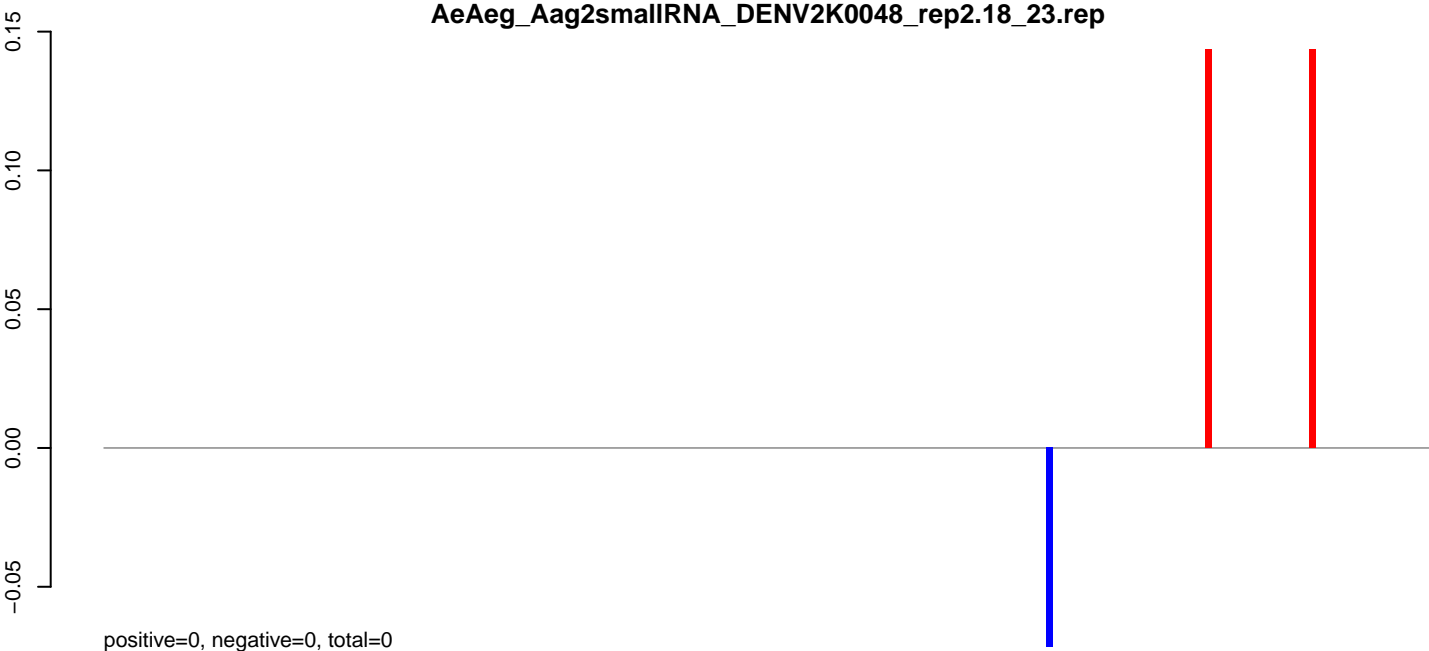 AeAeg_Aag2smallRNA_DENV2K0048_rep2.18_23.rep
0.15
0.10
0.05
0.00
−0.05
positive=0, negative=0, total=0